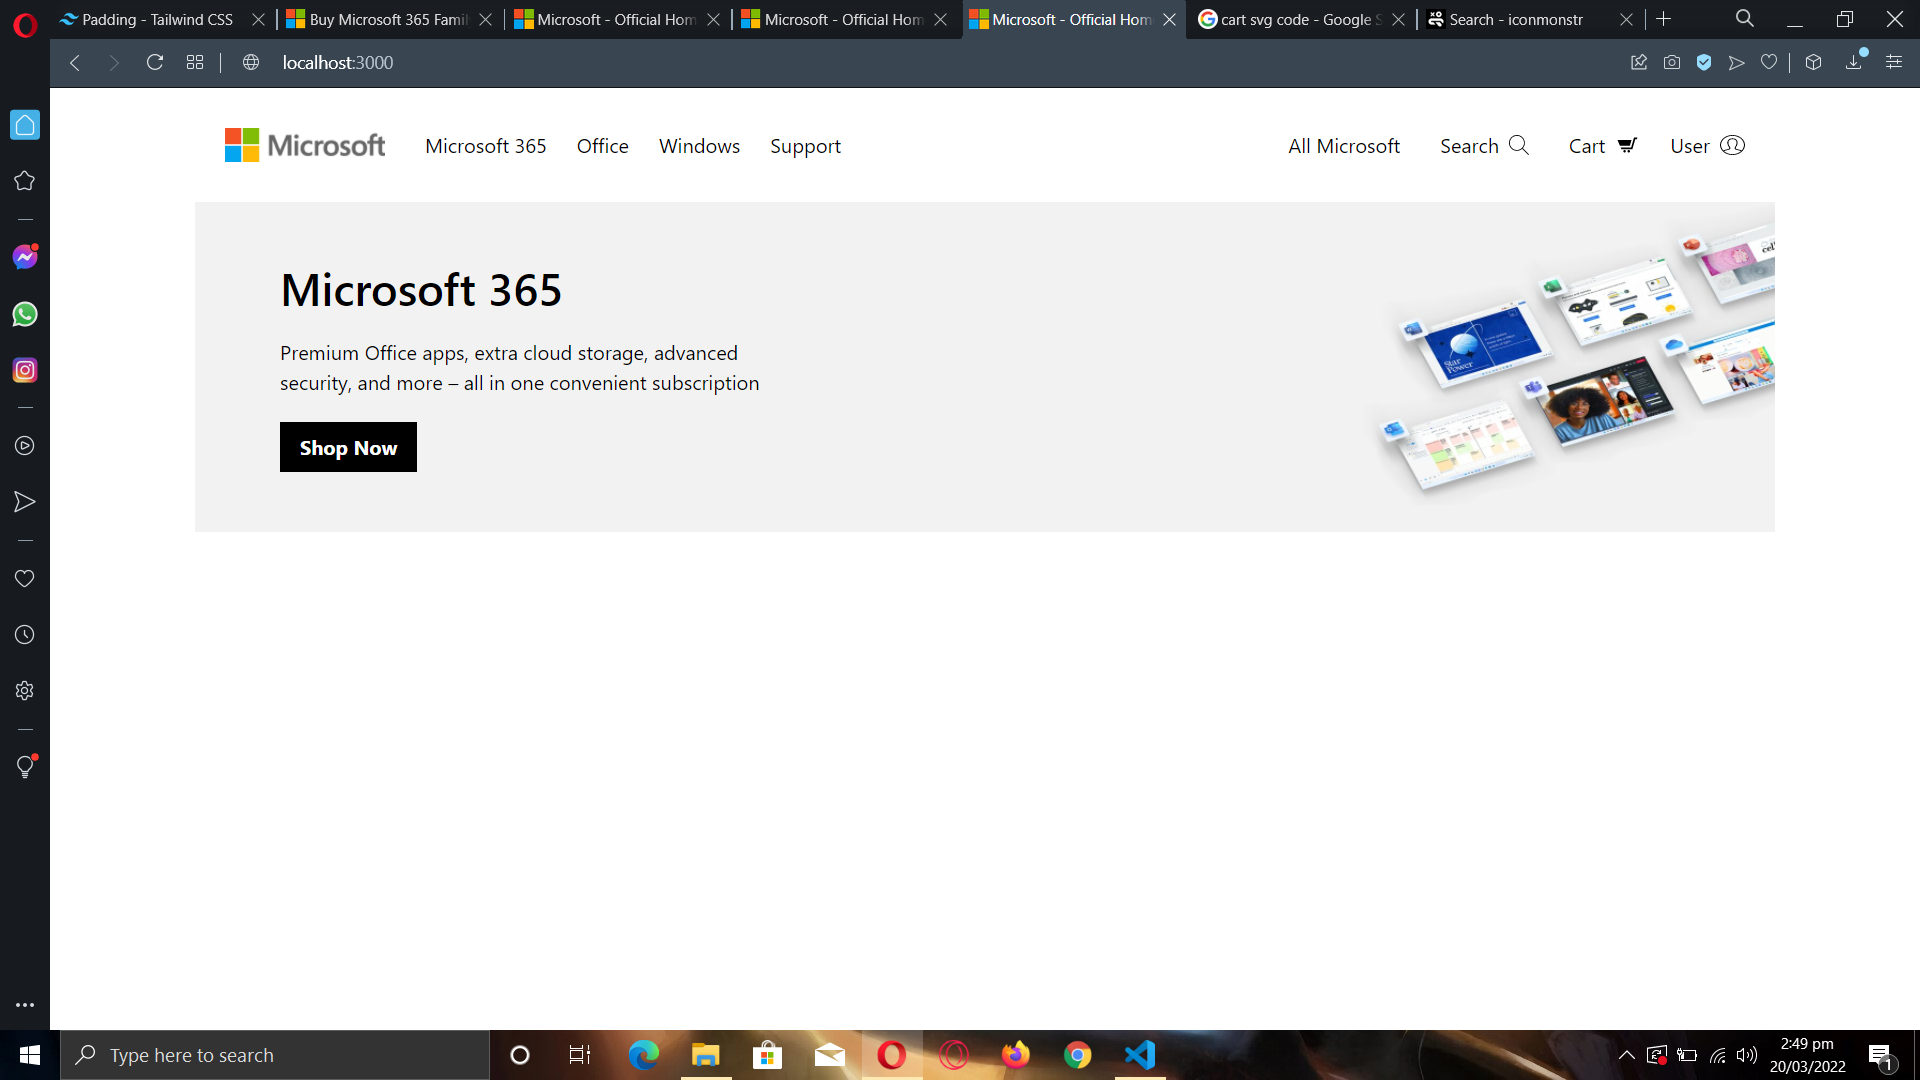 Padding - Tailwind CSS
Buy Microsoft 365 Famil
Microsoft - Official Hom
Microsoft - Official Hom
Microsoft - Official Hom
cart svg code - Google S
Search - iconmonstr
localhost:3000
Microsoft
Microsoft 365
Office
Windows
Support
All Microsoft
Search
Cart
User
Microsoft 365
Premium Office apps, extra cloud storage, advanced
security, and more – all in one convenient subscription
Shop Now
Star
Power
Type here to search
2:49 pm
20/03/2022
1